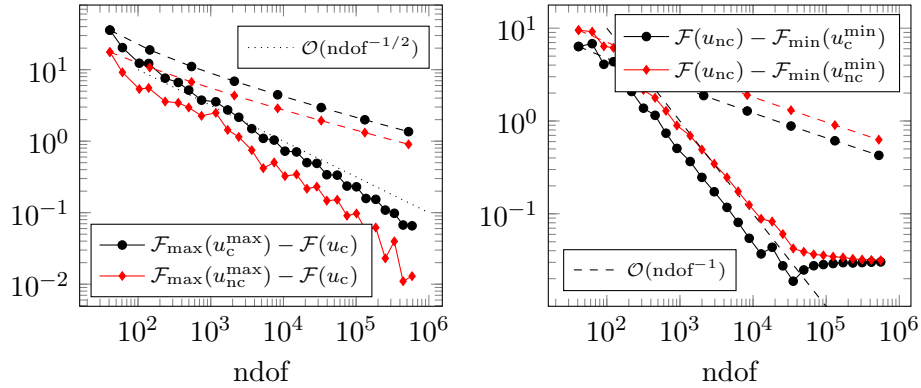 10^1
10^0
10^{-1}
10^{-2}
10^2
10^3
10^4
10^5
10^6
ndof
O(ndof^{-1/2})
F_max(u_c^max) − F(u_c)
F_max(u_nc^max) − F(u_c)
10^1
10^0
10^{-1}
10^2
10^3
10^4
10^5
10^6
ndof
F(u_nc) − F_min(u_c^min)
F(u_nc) − F_min(u_nc^min)
O(ndof^{-1})